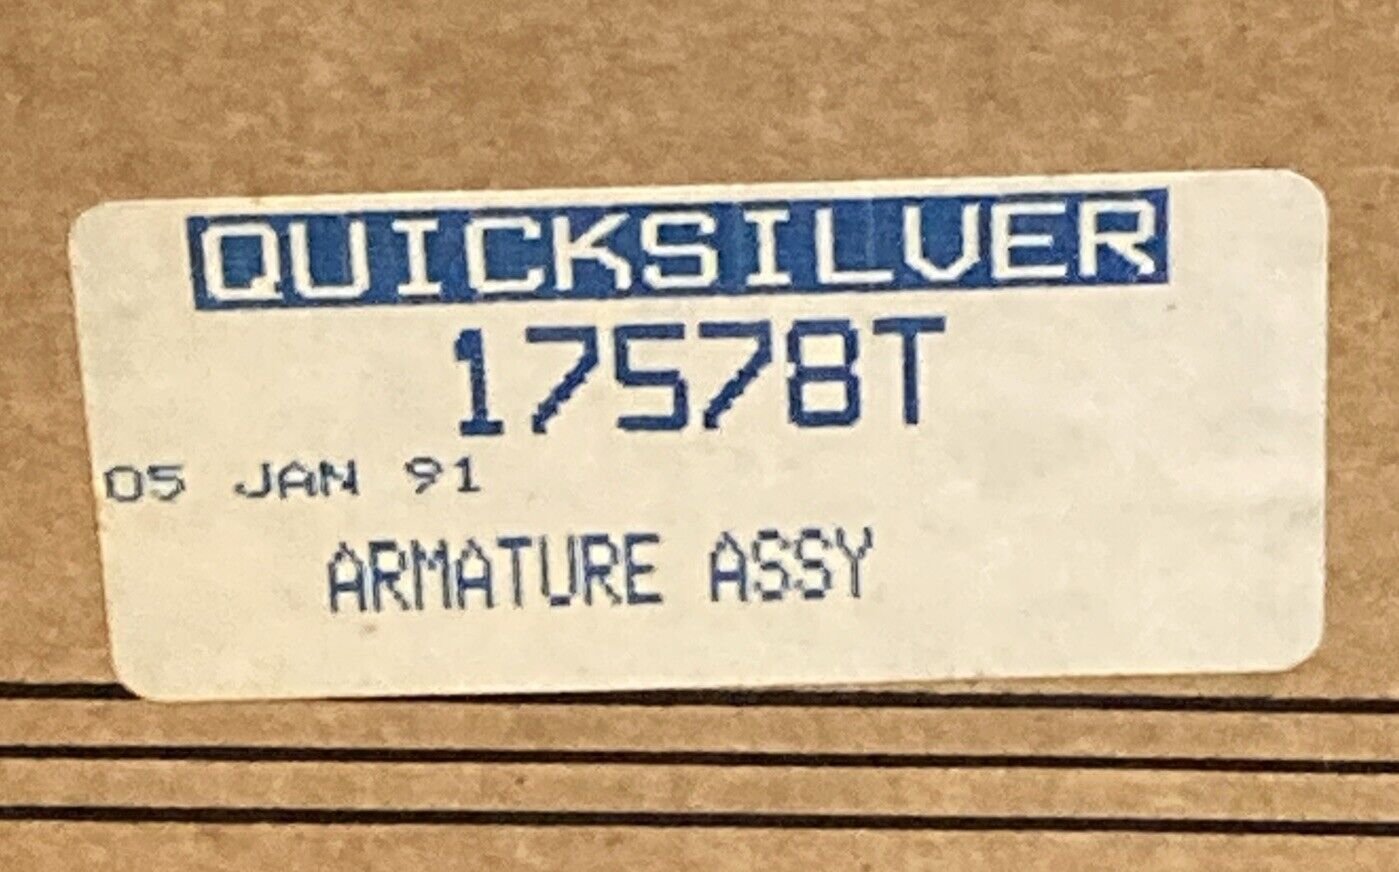 QUICKSILVER
17578T
05 JAN 91
ARMATURE ASSY